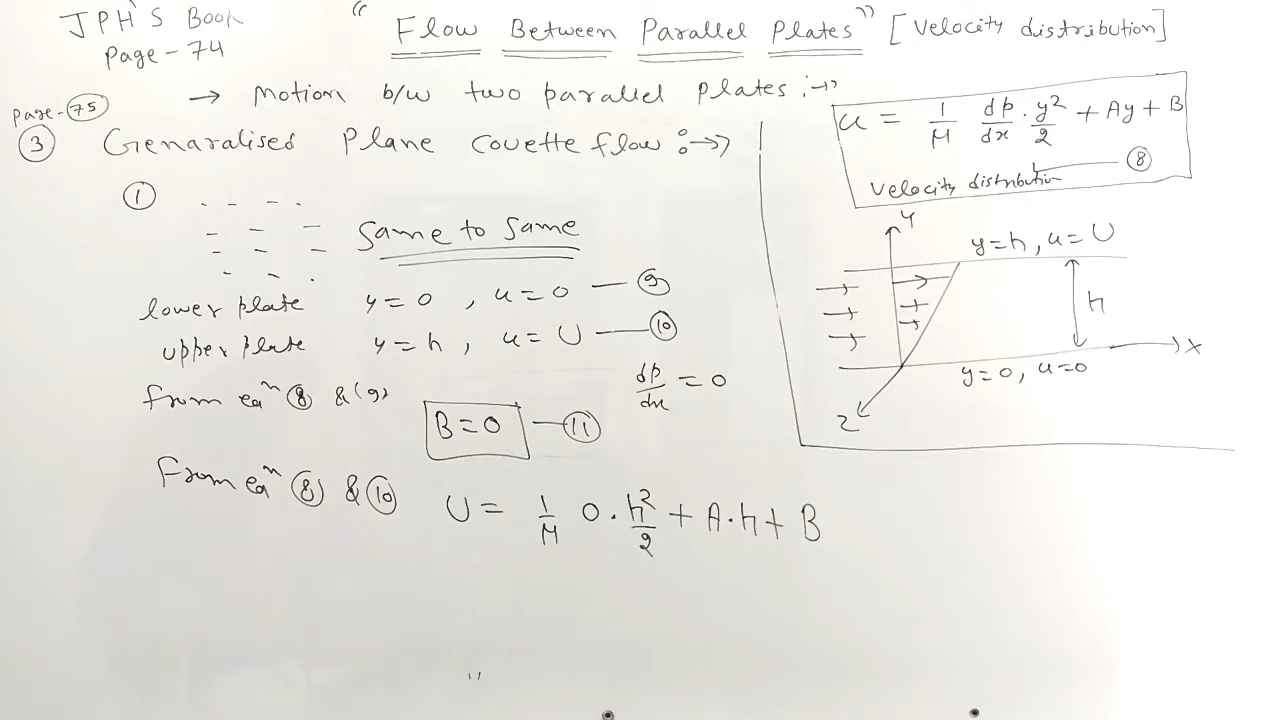 JPH'S Book
Page - 74
"Flow Between Parallel Plates" [Velocity distribution]
→ Motion b/w two parallel plates :→
Page - 75
③ Genaralised Plane Couette flow :→
①
Same to Same
lower plate y = 0 , u = 0 — ⑨
upper plate y = h , u = U — ⑩
from eqⁿ ⑧ & (9)
dp/dx = 0
B = 0 — ⑪
From eqⁿ ⑧ & ⑩ U = 1/μ 0 · h²/2 + A·h + B
u = 1/μ dp/dx · y²/2 + Ay + B
⑧
Velocity distribution
Y
y = h , u = U
h
X
y = 0, u = 0
Z